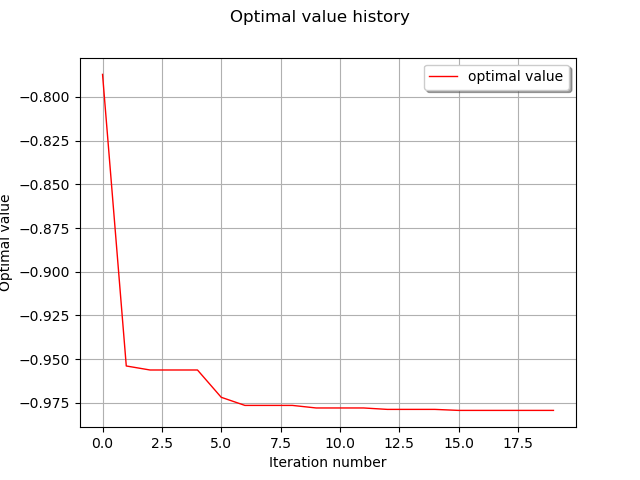 Optimal value history
optimal value
Optimal value
−0.800
−0.825
−0.850
−0.875
−0.900
−0.925
−0.950
−0.975
0.0 2.5 5.0 7.5 10.0 12.5 15.0 17.5
Iteration number